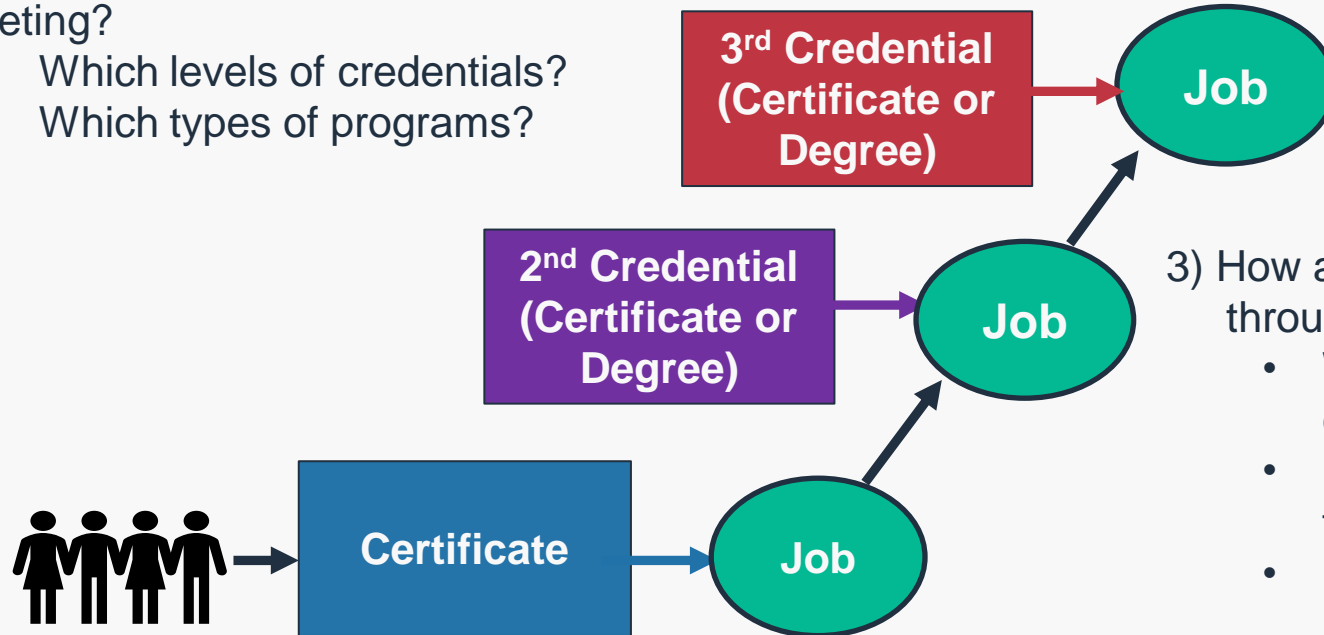 eting?
Which levels of credentials?
Which types of programs?
3rd Credential
(Certificate or
Degree)
Job
2nd Credential
(Certificate or
Degree)
Job
3) How a
throu
•
•
•
Certificate
Job